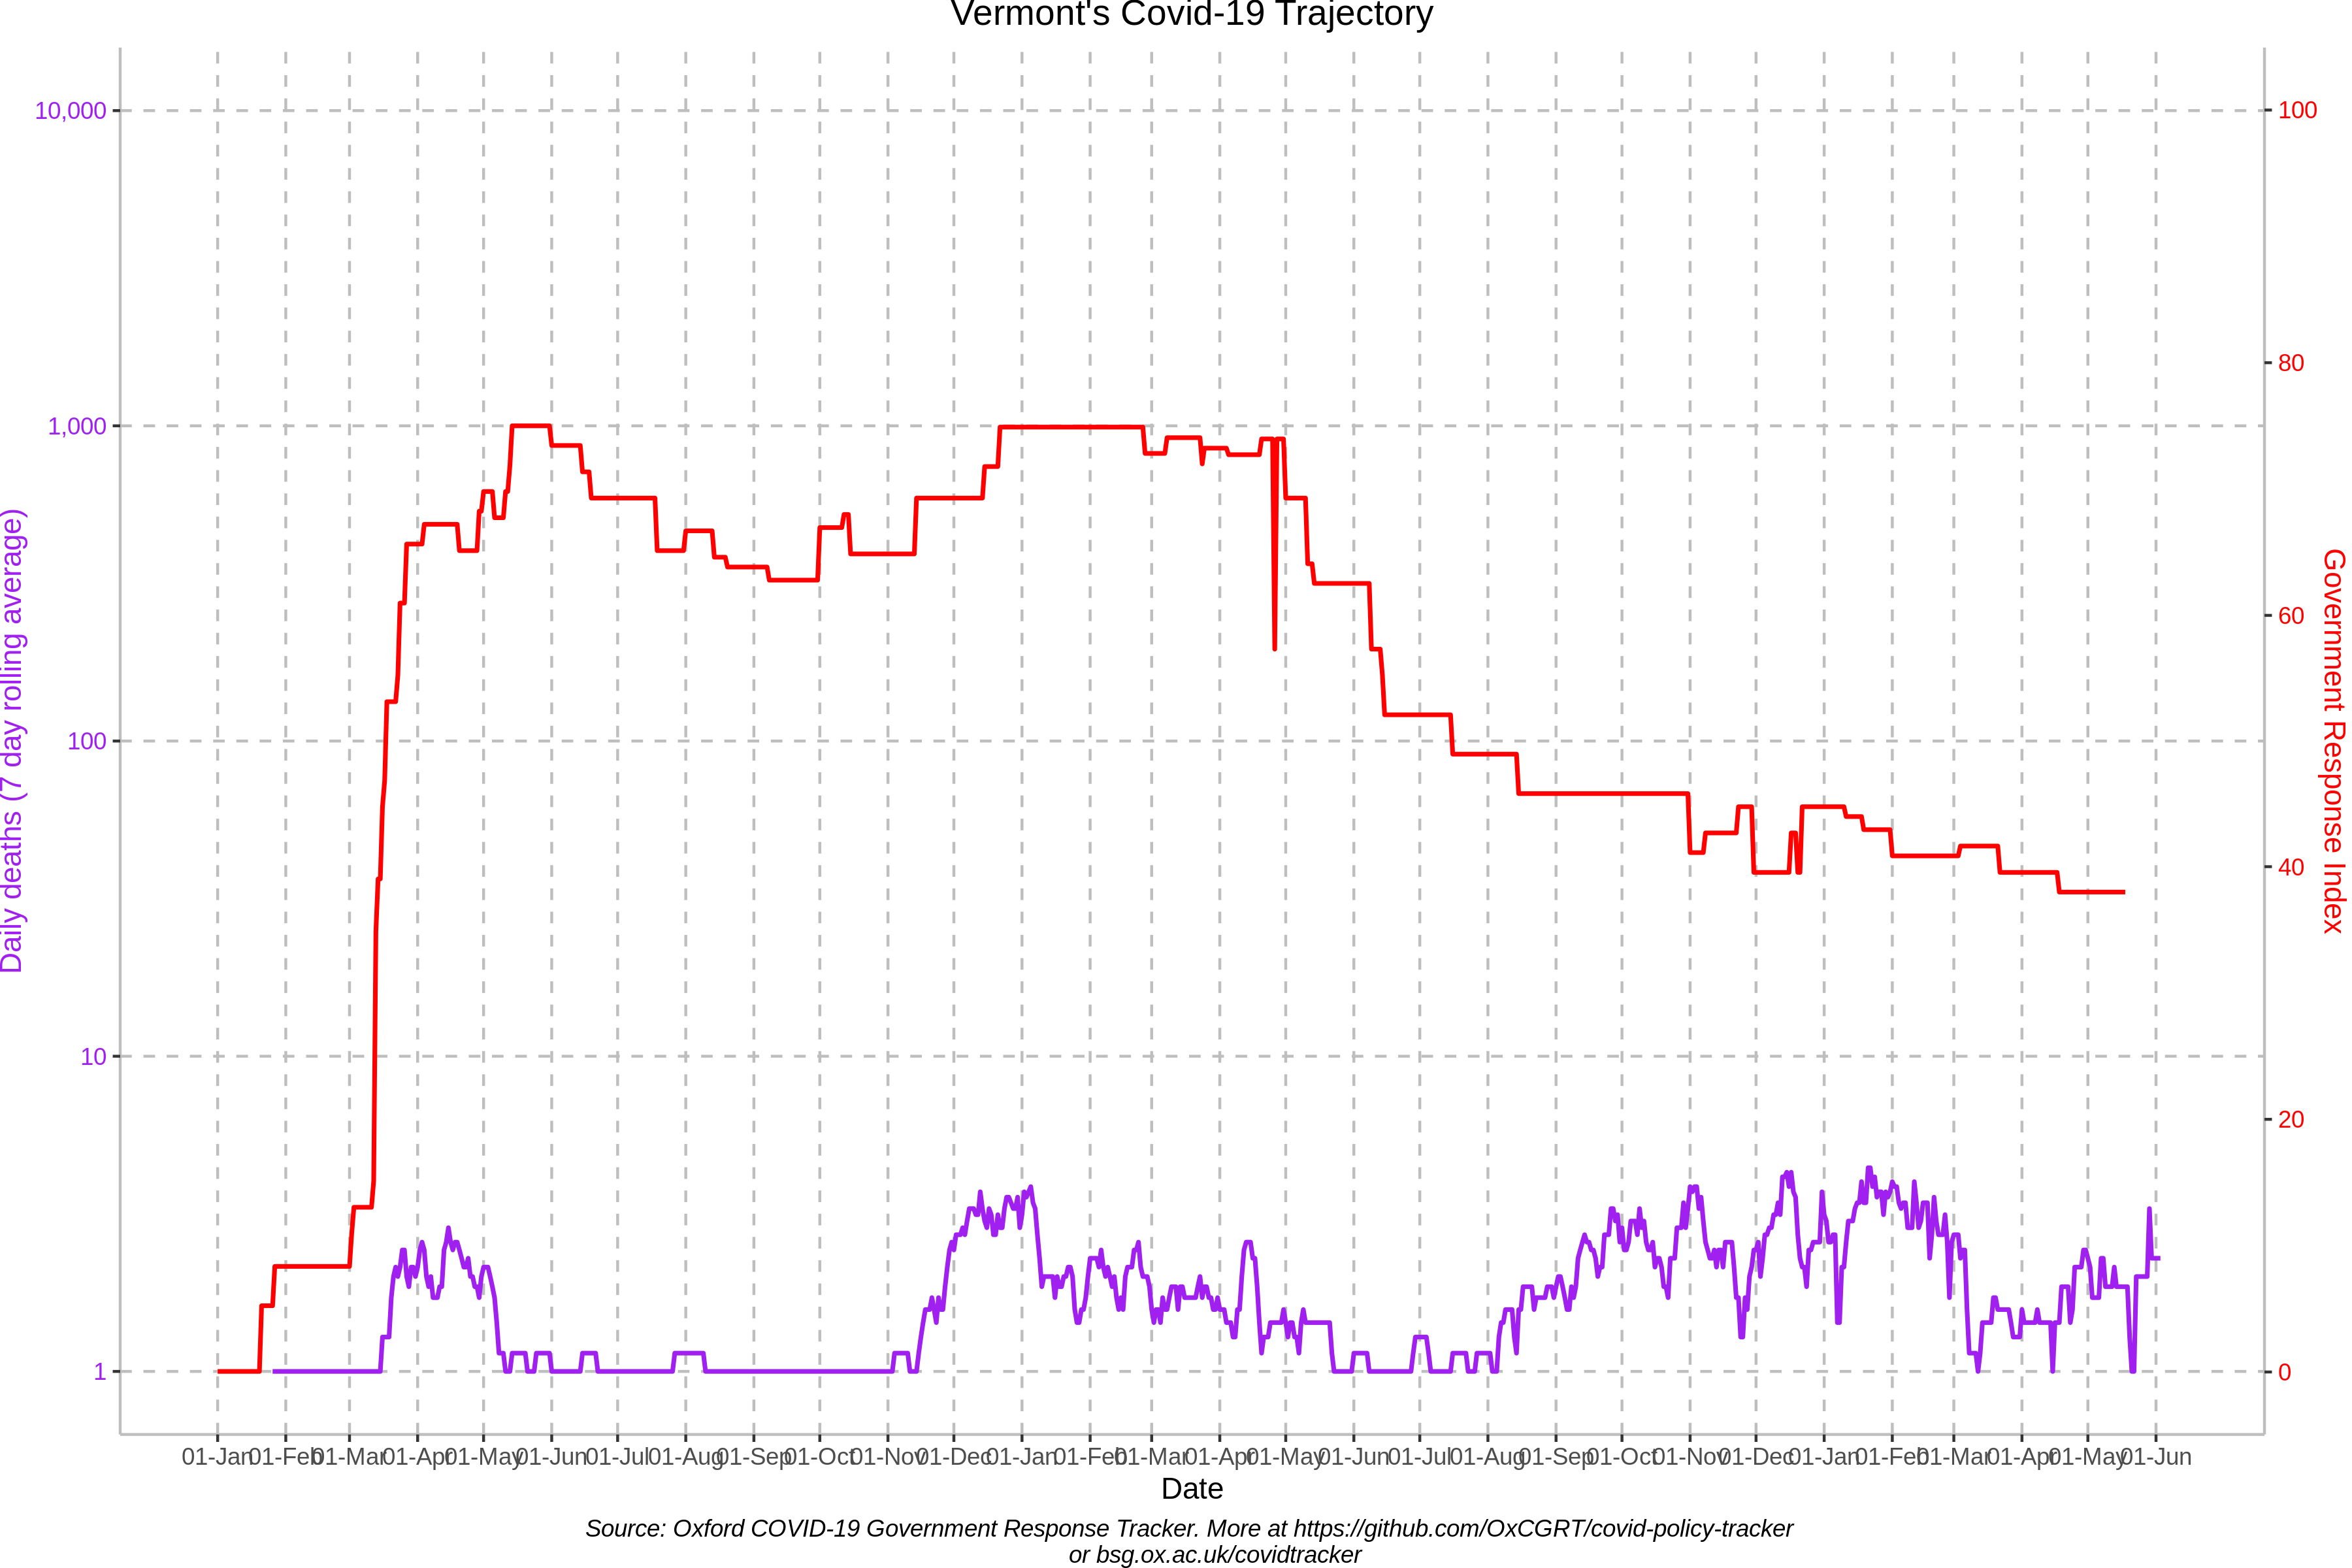 Vermont's Covid-19 Trajectory
10,000
1,000
100
10
1
Daily deaths (7 day rolling average)
100
80
60
40
20
0
Government Response Index
01-Jan 01-Feb 01-Mar 01-Apr 01-May 01-Jun 01-Jul 01-Aug 01-Sep 01-Oct 01-Nov 01-Dec 01-Jan 01-Feb 01-Mar 01-Apr 01-May 01-Jun 01-Jul 01-Aug 01-Sep 01-Oct 01-Nov 01-Dec 01-Jan 01-Feb 01-Mar 01-Apr 01-May 01-Jun
Date
Source: Oxford COVID-19 Government Response Tracker. More at https://github.com/OxCGRT/covid-policy-tracker
or bsg.ox.ac.uk/covidtracker